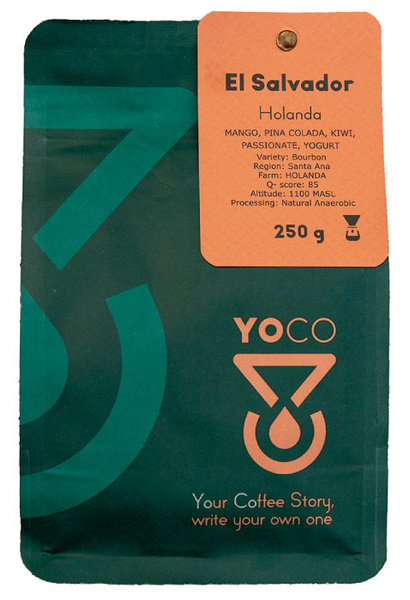 El Salvador
Holanda
MANGO, PINA COLADA, KIWI,
PASSIONATE, YOGURT
Variety: Bourbon
Region: Santa Ana
Farm: HOLANDA
Q- score: 85
Altitude: 1100 MASL
Processing: Natural Anaerobic
250 g
YOCO
Your Coffee Story,
write your own one